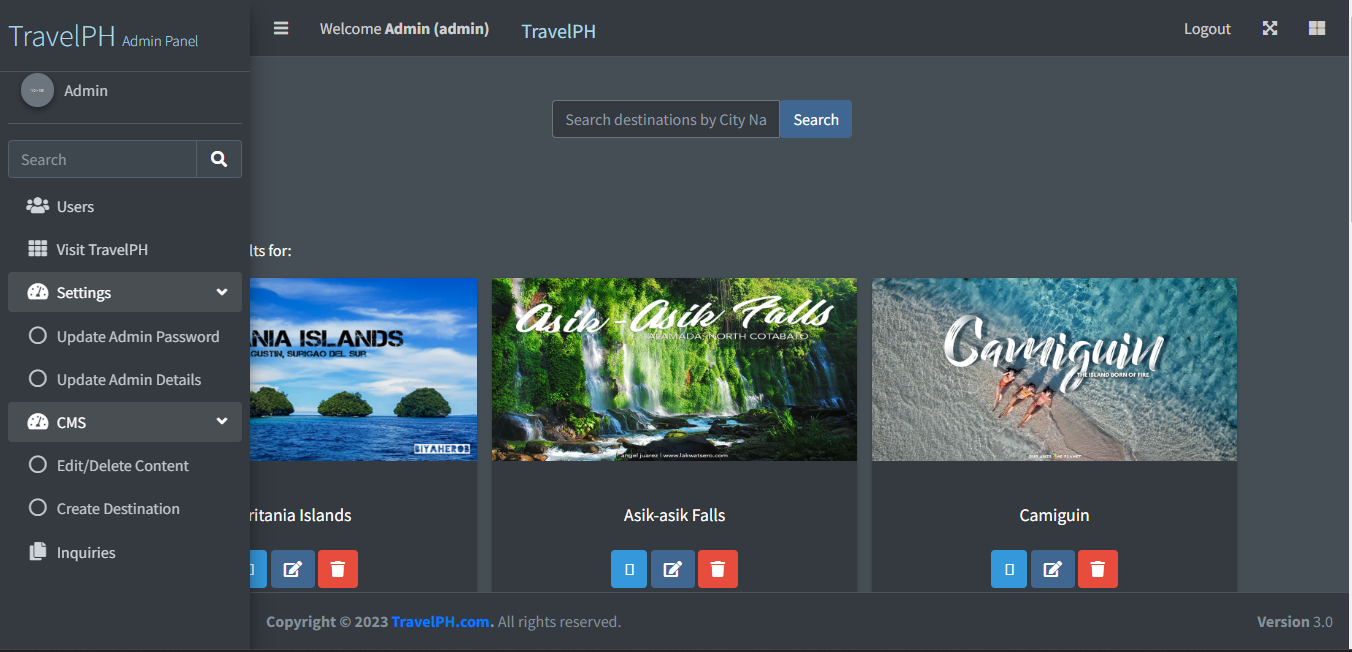 TravelPH Admin Panel
Welcome Admin (admin)
TravelPH
Logout
Admin
Search
Users
Visit TravelPH
Settings
Update Admin Password
Update Admin Details
CMS
Edit/Delete Content
Create Destination
Inquiries
Search destinations by City Na
Search
lts for:
NIA ISLANDS
GUSTIN, SURIGAO DEL SUR
BIYAHEROS
ritania Islands
Asik-Asik Falls
ALAMADA, NORTH COTABATO
angel juarez | www.lakwatsero.com
Asik-asik Falls
Camiguin
THE ISLAND BORN OF FIRE
Camiguin
Copyright © 2023 TravelPH.com. All rights reserved.
Version 3.0